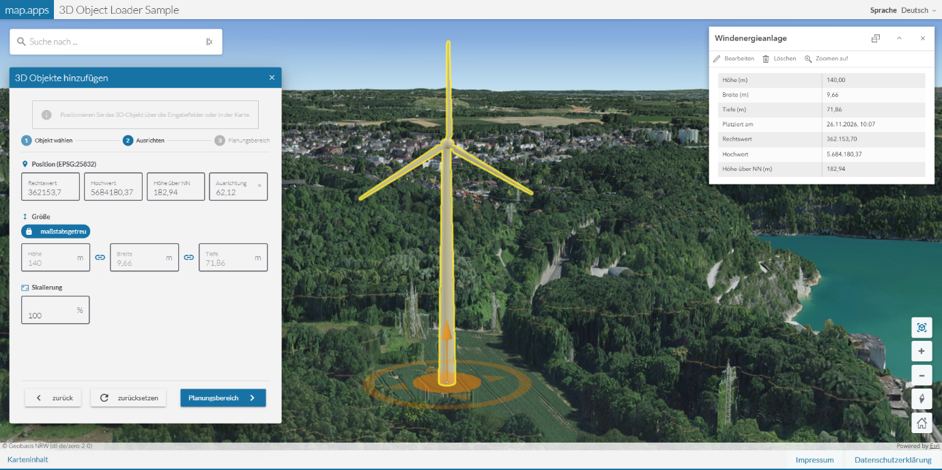 map.apps 3D Object Loader Sample
Sprache Deutsch
Suche nach ...
3D Objekte hinzufügen
Positionieren Sie das 3D-Objekt über die Eingabefelder oder in der Karte
1 Objekt wählen 2 Ausrichten 3 Planungsbereich
Position (EPSG:25832)
Rechtswert Hochwert Höhe über NN Ausrichtung
362153,7 5684180,37 182,94 62,12 °
Größe
maßstabsgetreu
Höhe Breite Tiefe
140 m 9,66 m 71,86 m
Skalierung
100 %
zurück zurücksetzen Planungsbereich
Windenergieanlage
Bearbeiten Löschen Zoomen auf
Höhe (m) 140,00
Breite (m) 9,66
Tiefe (m) 71,86
Platziert am 26.11.2026, 10:07
Rechtswert 362.153,70
Hochwert 5.684.180,37
Höhe über NN (m) 182,94
© Geobasis NRW (dl-de/zero-2-0)
Powered by Esri
Karteninhalt
Impressum Datenschutzerklärung